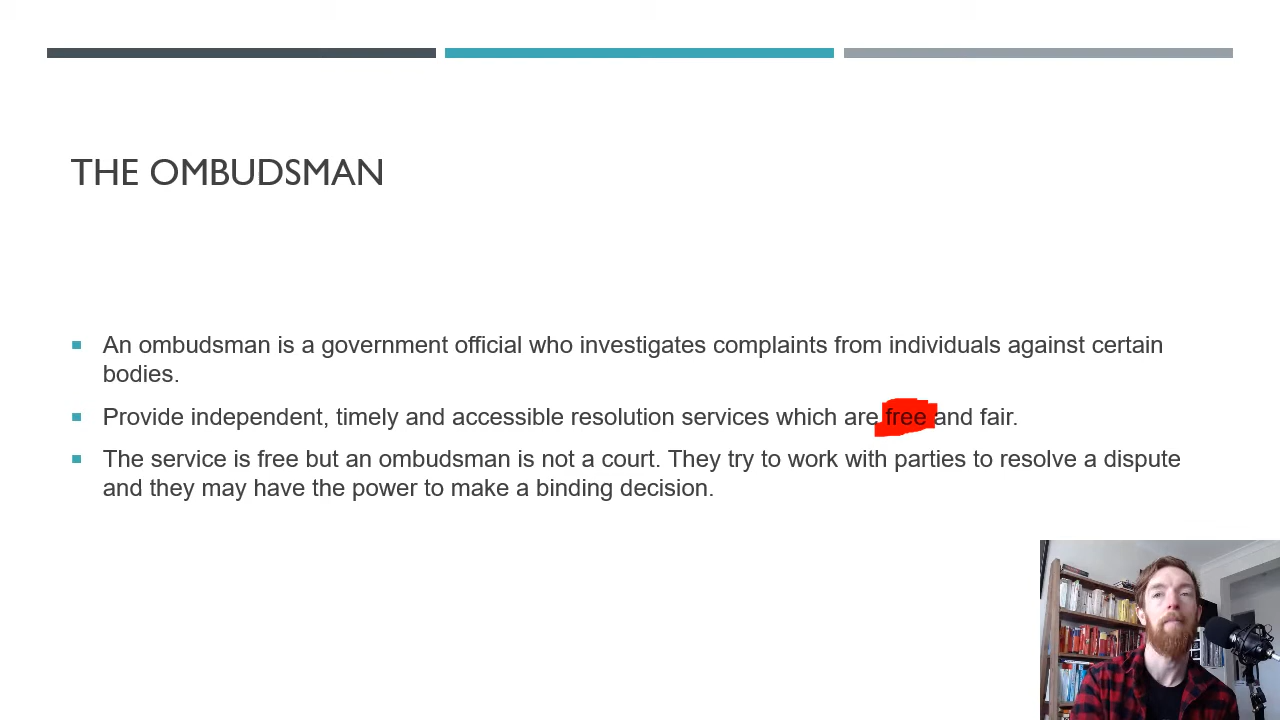 THE OMBUDSMAN
An ombudsman is a government official who investigates complaints from individuals against certain
bodies.
Provide independent, timely and accessible resolution services which are free and fair.
The service is free but an ombudsman is not a court. They try to work with parties to resolve a dispute
and they may have the power to make a binding decision.